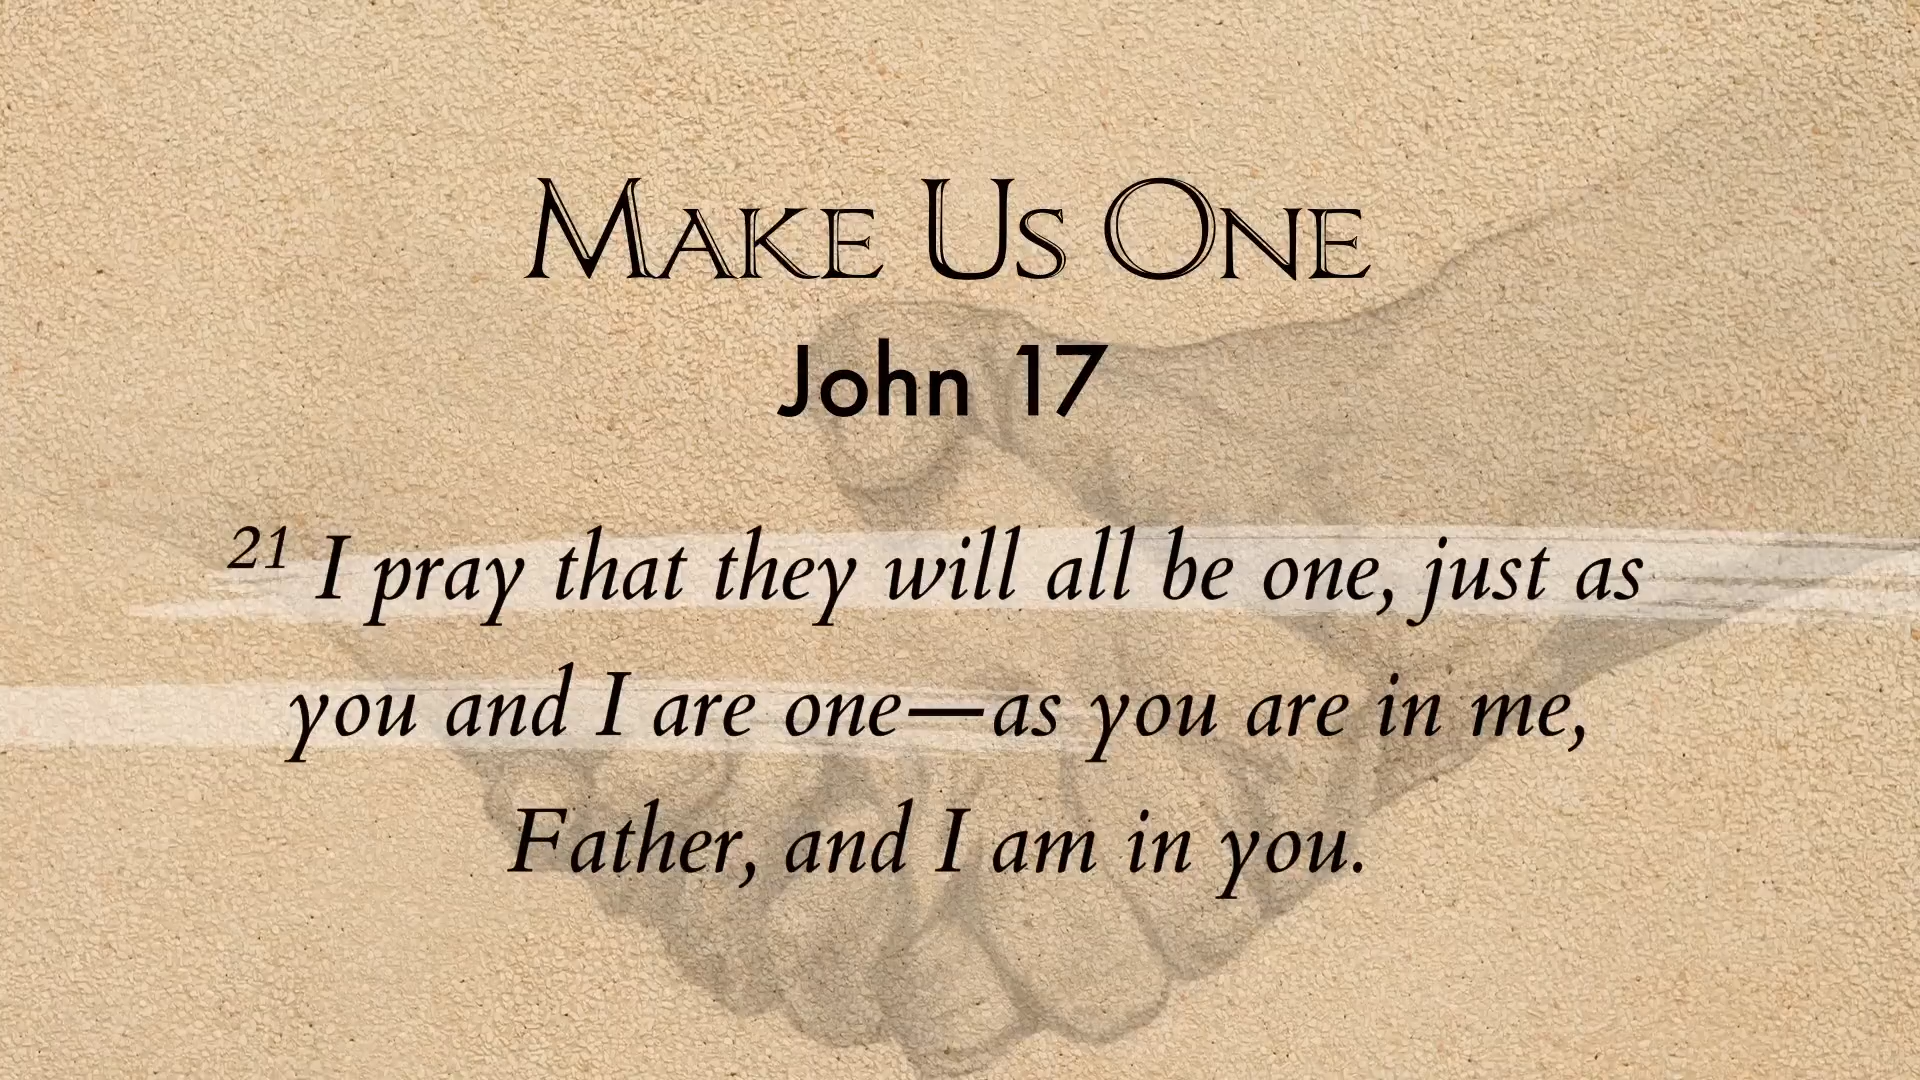 Make Us One
John 17
21 I pray that they will all be one, just as
you and I are one—as you are in me,
Father, and I am in you.